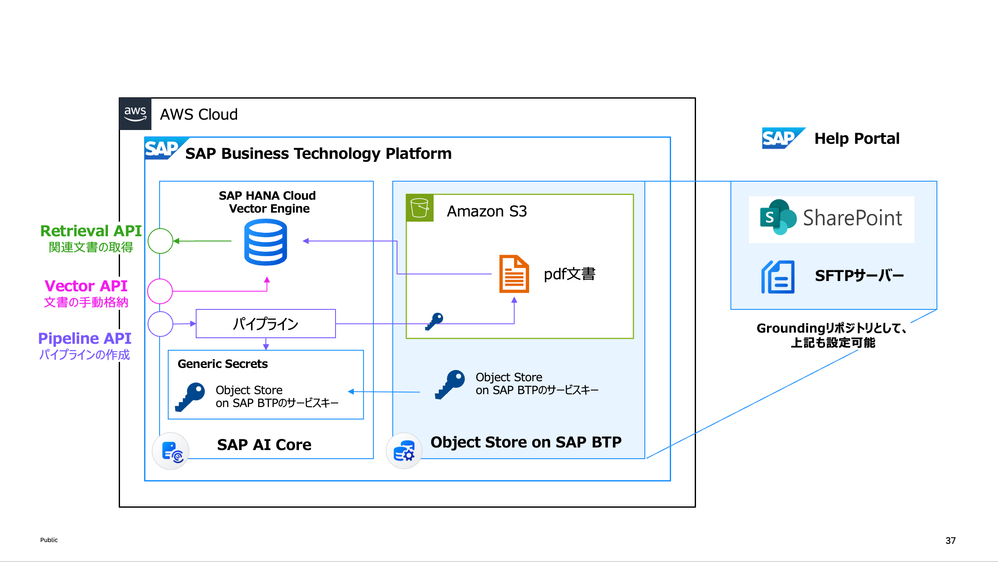 aws
AWS Cloud
SAP
SAP Business Technology Platform
SAP
Help Portal
SAP HANA Cloud
Vector Engine
Amazon S3
S
SharePoint
Retrieval API
関連文書の取得
pdf文書
SFTPサーバー
Vector API
文書の手動格納
パイプライン
Pipeline API
パイプラインの作成
Groundingリポジトリとして、
上記も設定可能
Generic Secrets
Object Store
on SAP BTPのサービスキー
Object Store
on SAP BTPのサービスキー
SAP AI Core
Object Store on SAP BTP
Public
37